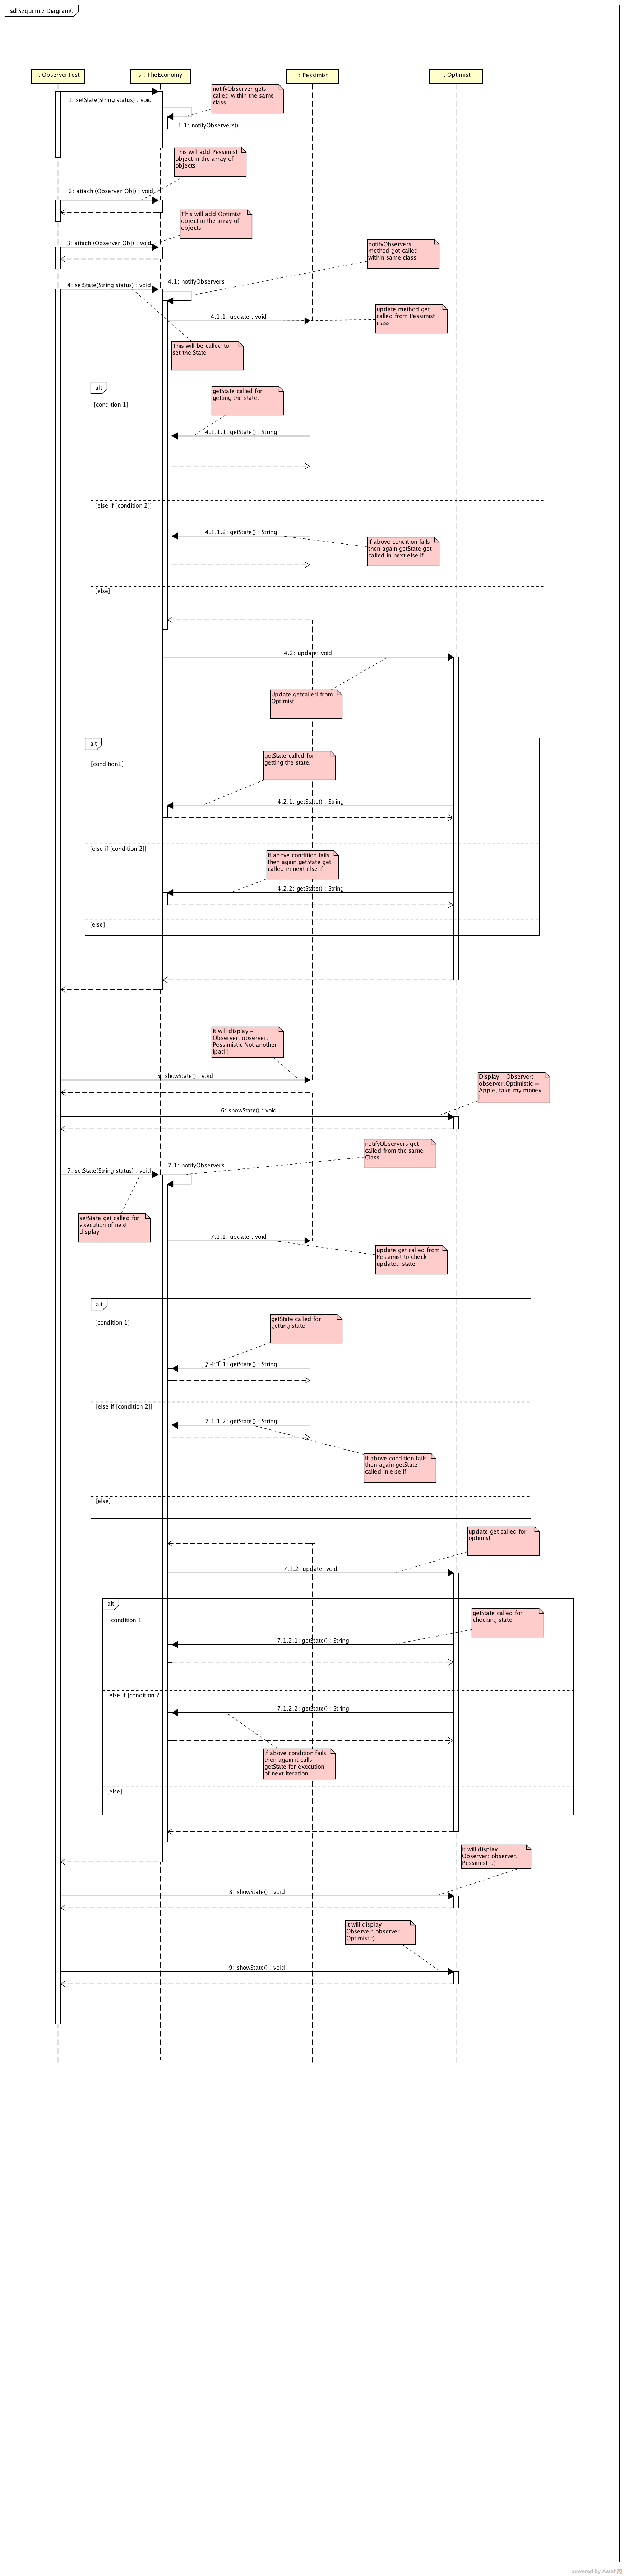 sd Sequence Diagram0
: ObserverTest
s : TheEconomy
: Pessimist
: Optimist
notifyObserver gets
called within the same
class
1: setState(String status) : void
1.1: notifyObservers()
This will add Pessimist
object in the array of
objects
2: attach (Observer Obj) : void
This will add Optimist
object in the array of
objects
3: attach (Observer Obj) : void
notifyObservers
method got called
within same class
4.1: notifyObservers
4: setState(String status) : void
update method get
called from Pessimist
class
4.1.1: update : void
This will be called to
set the State
alt
getState called for
getting the state.
[condition 1]
4.1.1.1: getState() : String
[else if [condition 2]]
4.1.1.2: getState() : String
If above condition fails
then again getState get
called in next else if
[else]
4.2: update: void
Update getcalled from
Optimist
alt
getState called for
getting the state.
[condition1]
4.2.1: getState() : String
[else if [condition 2]]
If above condition fails
then again getState get
called in next else if
4.2.2: getState() : String
[else]
It will display -
Observer: observer.
Pessimistic Not another
ipad !
5: showState() : void
Display - Observer:
observer.Optimistic =
Apple, take my money
!
6: showState() : void
notifyObservers get
called from the same
Class
7.1: notifyObservers
7: setState(String status) : void
setState get called for
execution of next
display
7.1.1: update : void
update get called from
Pessimist to check
updated state
alt
getState called for
getting state
[condition 1]
7.1.1.1: getState() : String
[else if [condition 2]]
7.1.1.2: getState() : String
If above condition fails
then again getState
called in else if
[else]
update get called for
optimist
7.1.2: update: void
alt
getState called for
checking state
[condition 1]
7.1.2.1: getState() : String
[else if [condition 2]]
7.1.2.2: getState() : String
if above condition fails
then again it calls
getState for execution
of next iteration
[else]
it will display
Observer: observer.
Pessimist :(
8: showState() : void
it will display
Observer: observer.
Optimist :)
9: showState() : void
powered by Astah